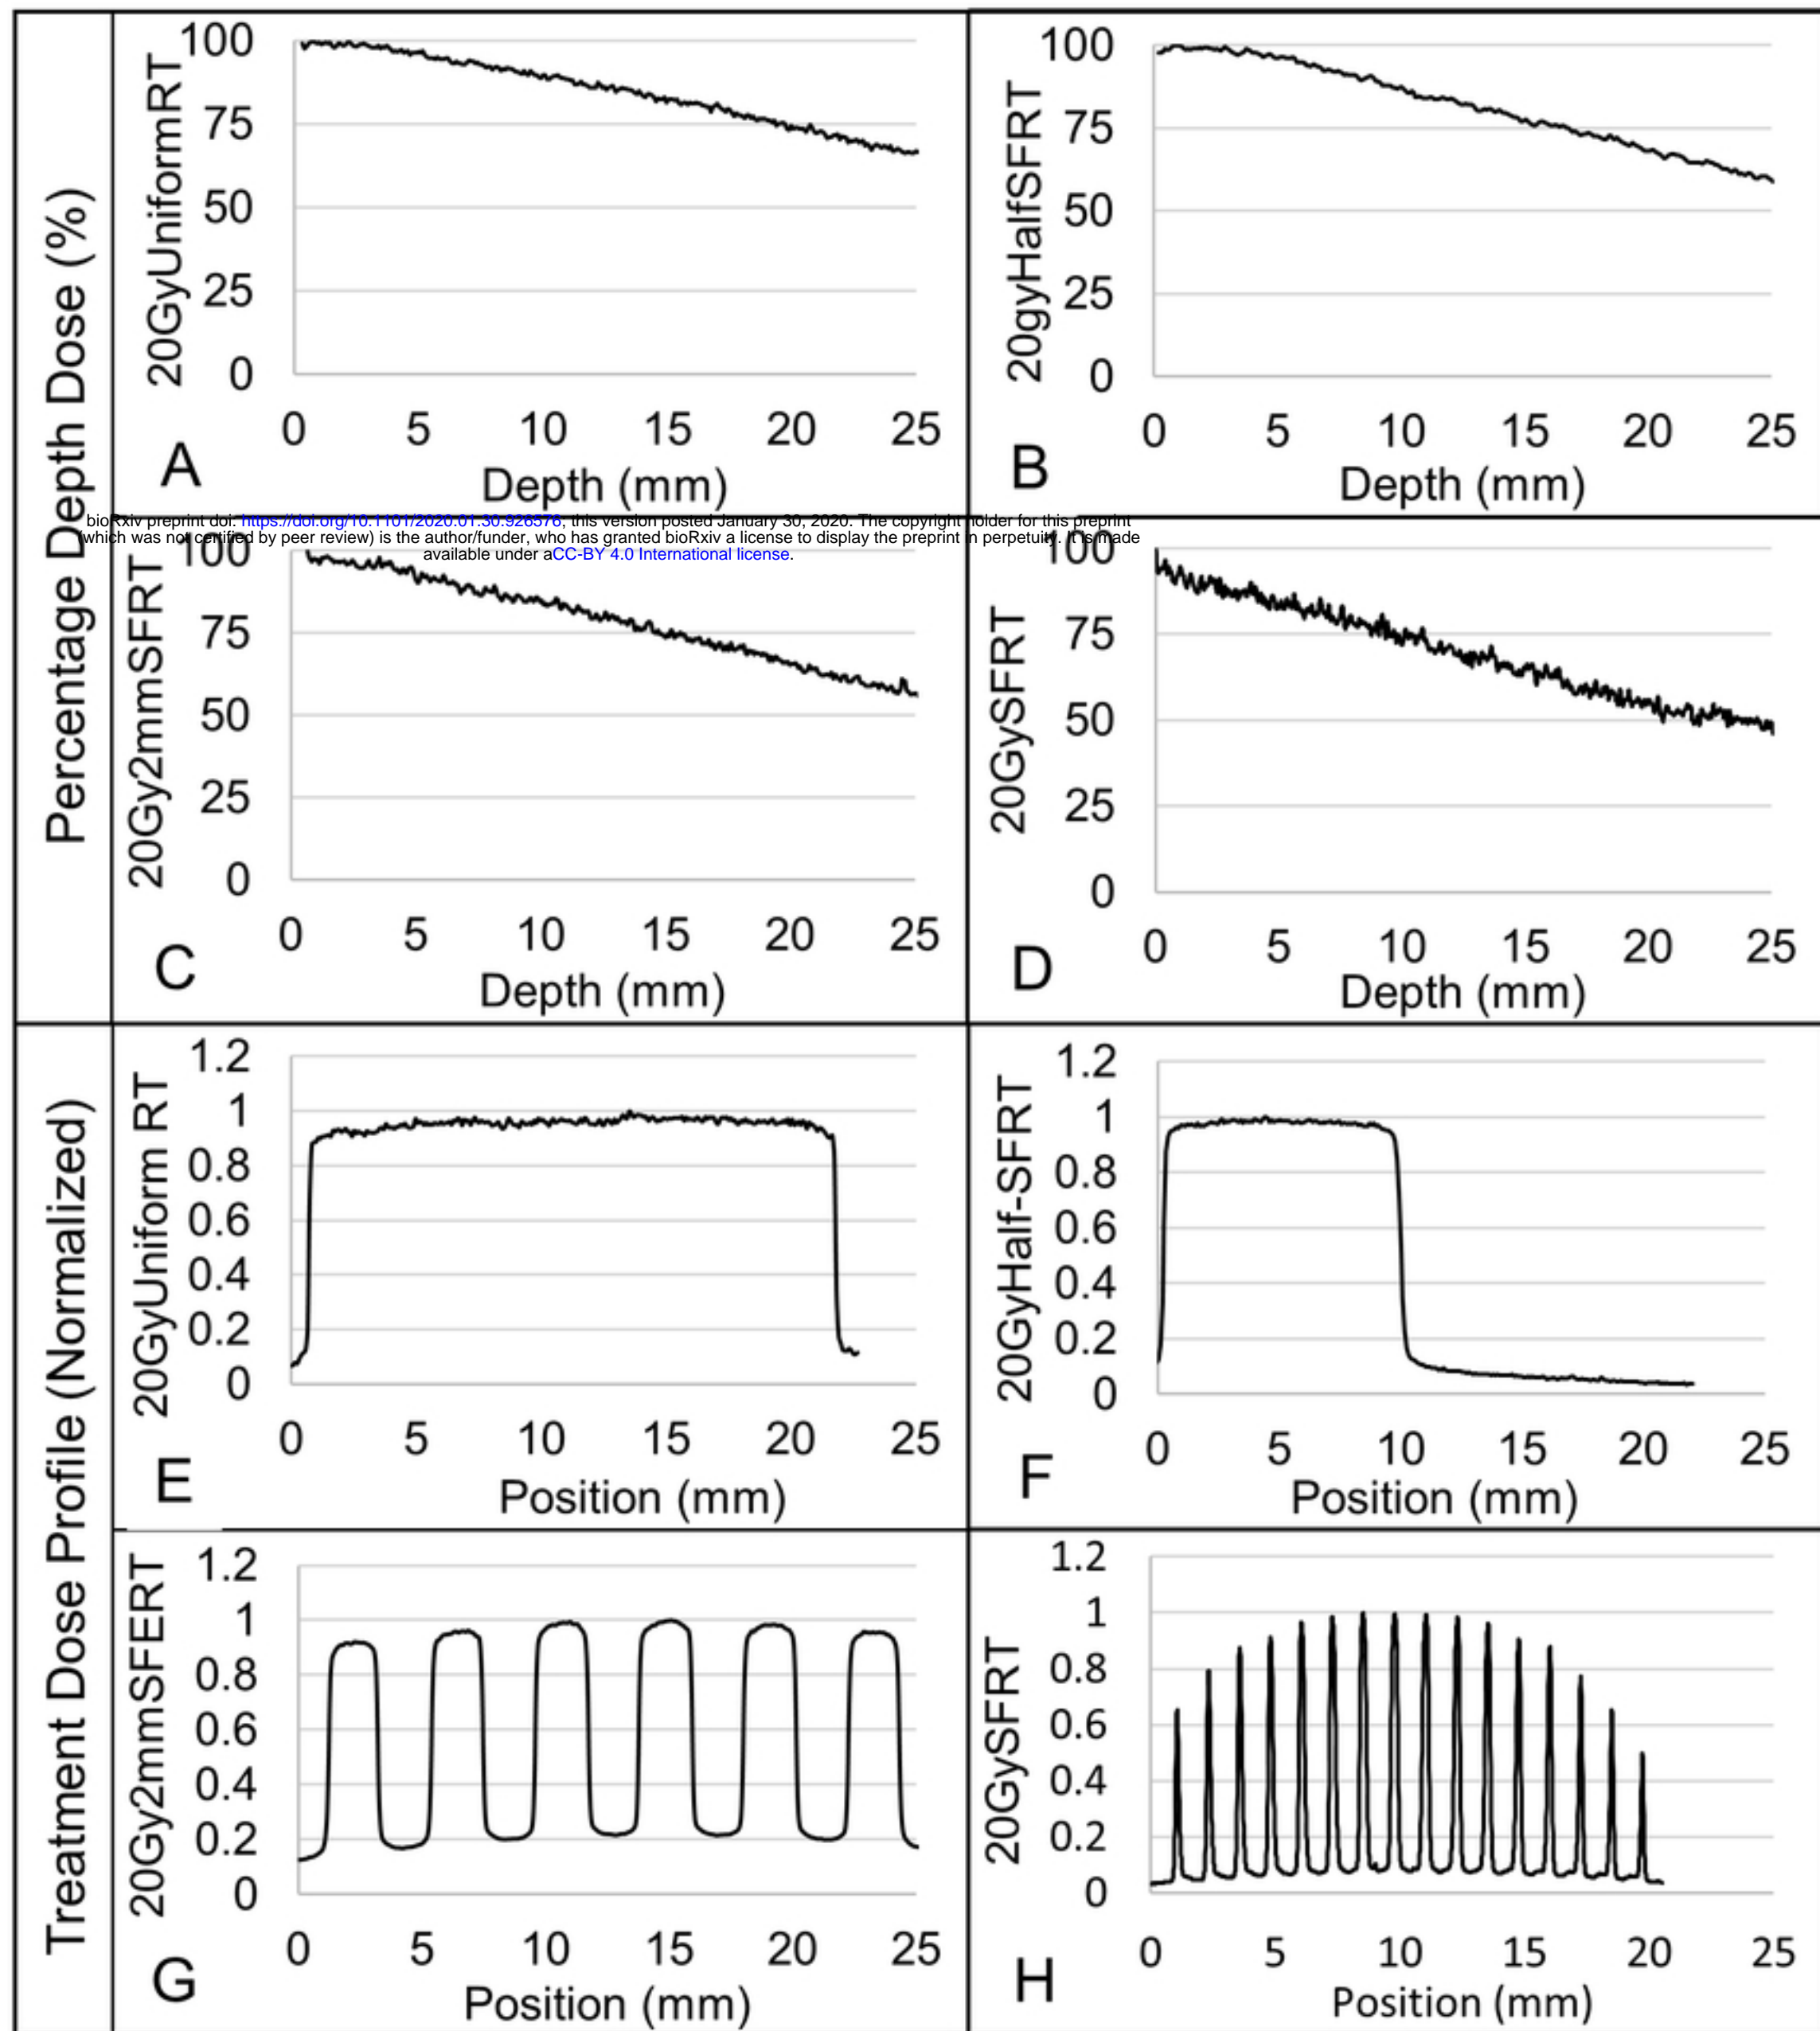 Percentage Depth Dose (%)
20GyUniformRT
100
75
50
25
0
0 5 10 15 20 25
A
Depth (mm)
20gyHalfSFRT
100
75
50
25
0
0 5 10 15 20 25
B
Depth (mm)
bioRxiv preprint doi: https://doi.org/10.1101/2020.01.30.926576; this version posted January 30, 2020. The copyright holder for this preprint
(which was not certified by peer review) is the author/funder, who has granted bioRxiv a license to display the preprint in perpetuity. It is made
available under aCC-BY 4.0 International license.
20Gy2mmSFRT
100
75
50
25
0
0 5 10 15 20 25
C
Depth (mm)
20GySFRT
100
75
50
25
0
0 5 10 15 20 25
D
Depth (mm)
Treatment Dose Profile (Normalized)
20GyUniform RT
1.2
1
0.8
0.6
0.4
0.2
0
0 5 10 15 20 25
E
Position (mm)
20GyHalf-SFRT
1.2
1
0.8
0.6
0.4
0.2
0
0 5 10 15 20 25
F
Position (mm)
20Gy2mmSFERT
1.2
1
0.8
0.6
0.4
0.2
0
0 5 10 15 20 25
G
Position (mm)
20GySFRT
1.2
1
0.8
0.6
0.4
0.2
0
0 5 10 15 20 25
H
Position (mm)